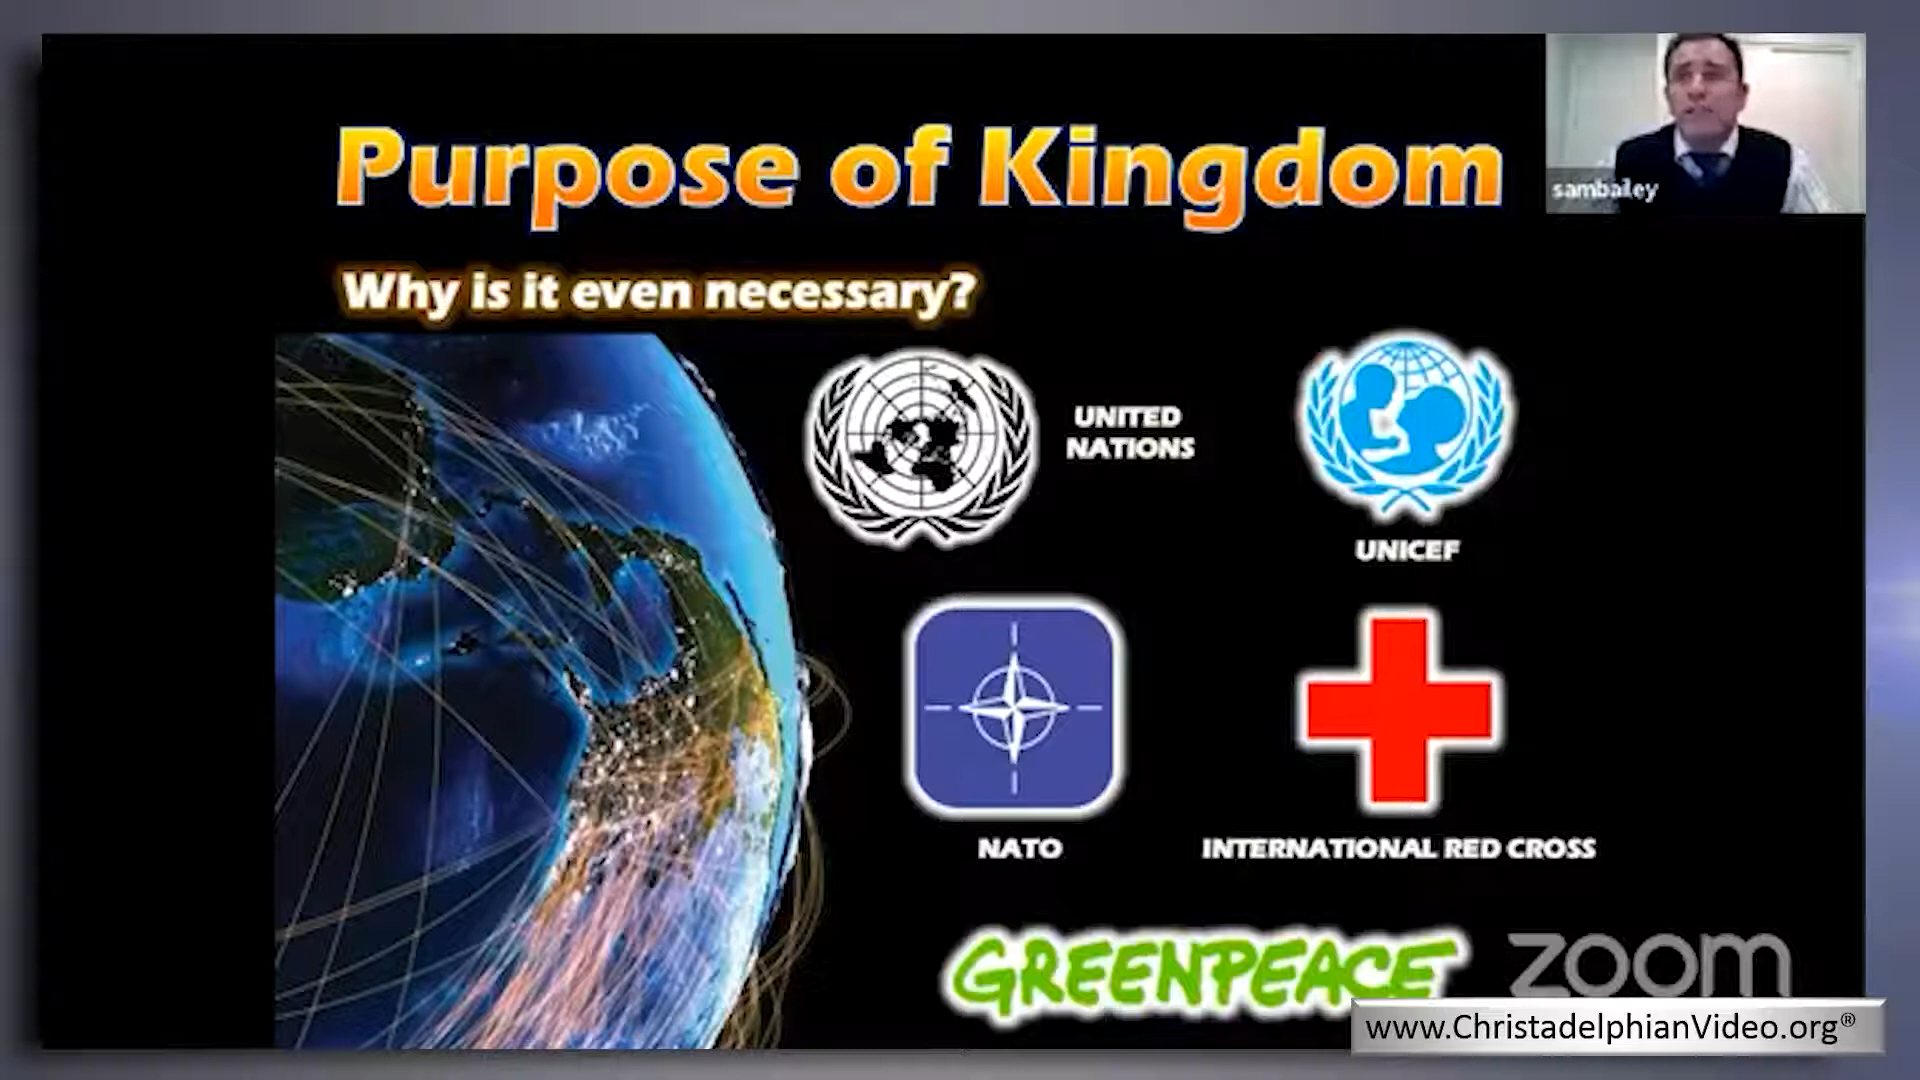 Purpose of Kingdom
sambailey
Why is it even necessary?
UNITED
NATIONS
UNICEF
NATO
INTERNATIONAL RED CROSS
GREENPEACE
zoom
www.ChristadelphianVideo.org®